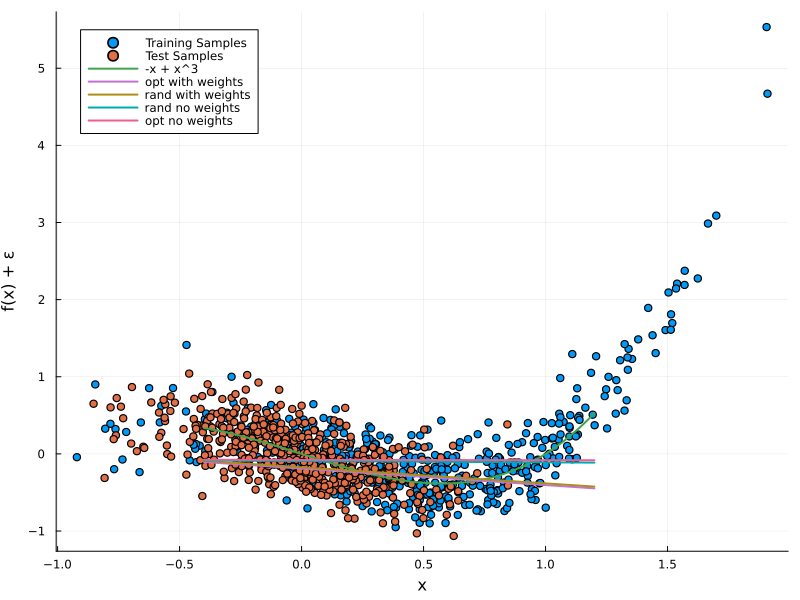 Training Samples
Test Samples
-x + x^3
opt with weights
rand with weights
rand no weights
opt no weights
5
4
3
2
1
0
−1
f(x) + ε
−1.0 −0.5 0.0 0.5 1.0 1.5
x